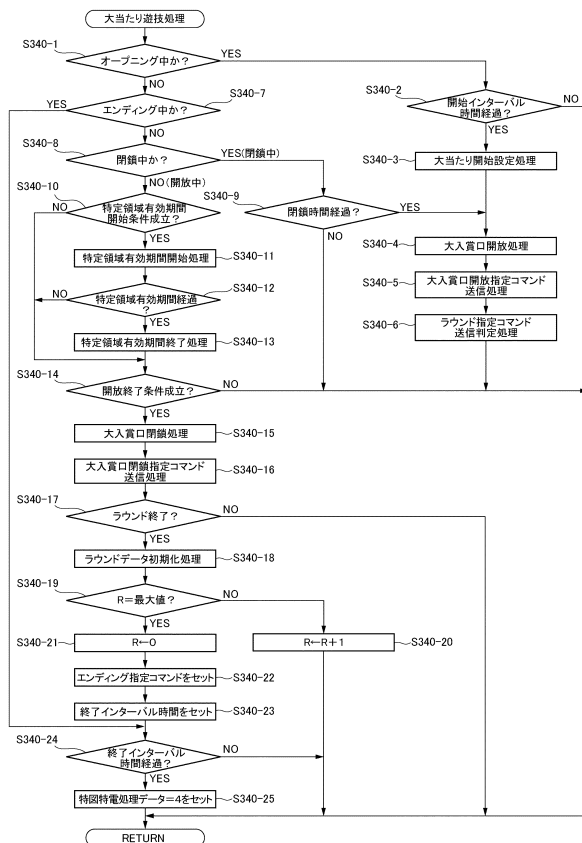 大当たり遊技処理
S340-1
オープニング中か？
YES
NO
S340-7
YES
エンディング中か？
NO
S340-2
開始インターバル
時間経過？
NO
YES
S340-8
閉鎖中か？
YES(閉鎖中)
NO(開放中)
S340-3
大当たり開始設定処理
S340-10
NO
特定領域有効期間
開始条件成立？
YES
S340-9
閉鎖時間経過？
YES
NO
S340-4
大入賞口開放処理
特定領域有効期間開始処理
S340-11
S340-5
大入賞口開放指定コマンド
送信処理
S340-12
NO
特定領域有効期間経過
？
YES
S340-6
ラウンド指定コマンド
送信判定処理
特定領域有効期間終了処理
S340-13
S340-14
開放終了条件成立？
NO
YES
大入賞口閉鎖処理
S340-15
大入賞口閉鎖指定コマンド
送信処理
S340-16
S340-17
ラウンド終了？
NO
YES
ラウンドデータ初期化処理
S340-18
S340-19
R＝最大値？
NO
YES
S340-21
R←0
R←R＋1
S340-20
エンディング指定コマンドをセット
S340-22
終了インターバル時間をセット
S340-23
S340-24
終了インターバル
時間経過？
NO
YES
特図特電処理データ＝4をセット
S340-25
RETURN